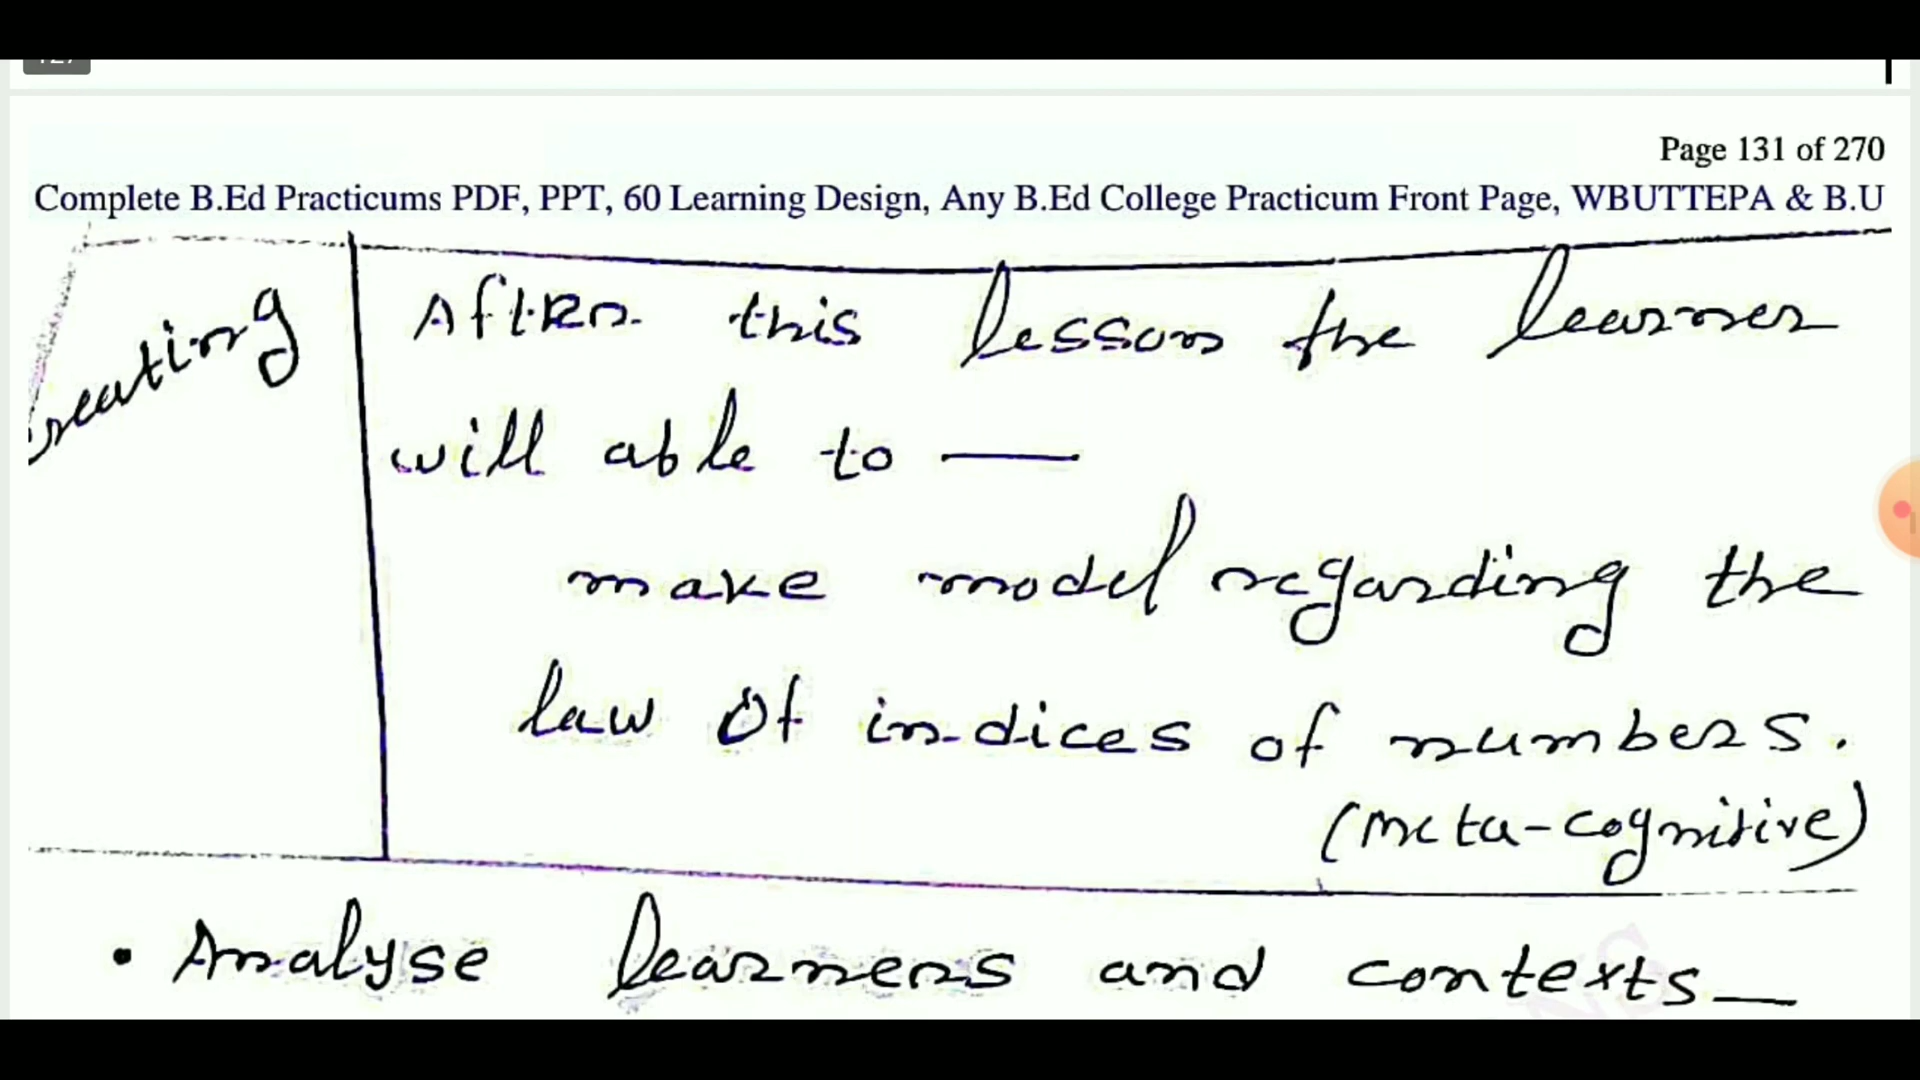 Page 131 of 270
Complete B.Ed Practicums PDF, PPT, 60 Learning Design, Any B.Ed College Practicum Front Page, WBUTTEPA & B.U
creating
After this lesson the learner
will able to —
make model regarding the
law of indices of numbers.
(meta-cognitive)
• Analyse learners and contexts —